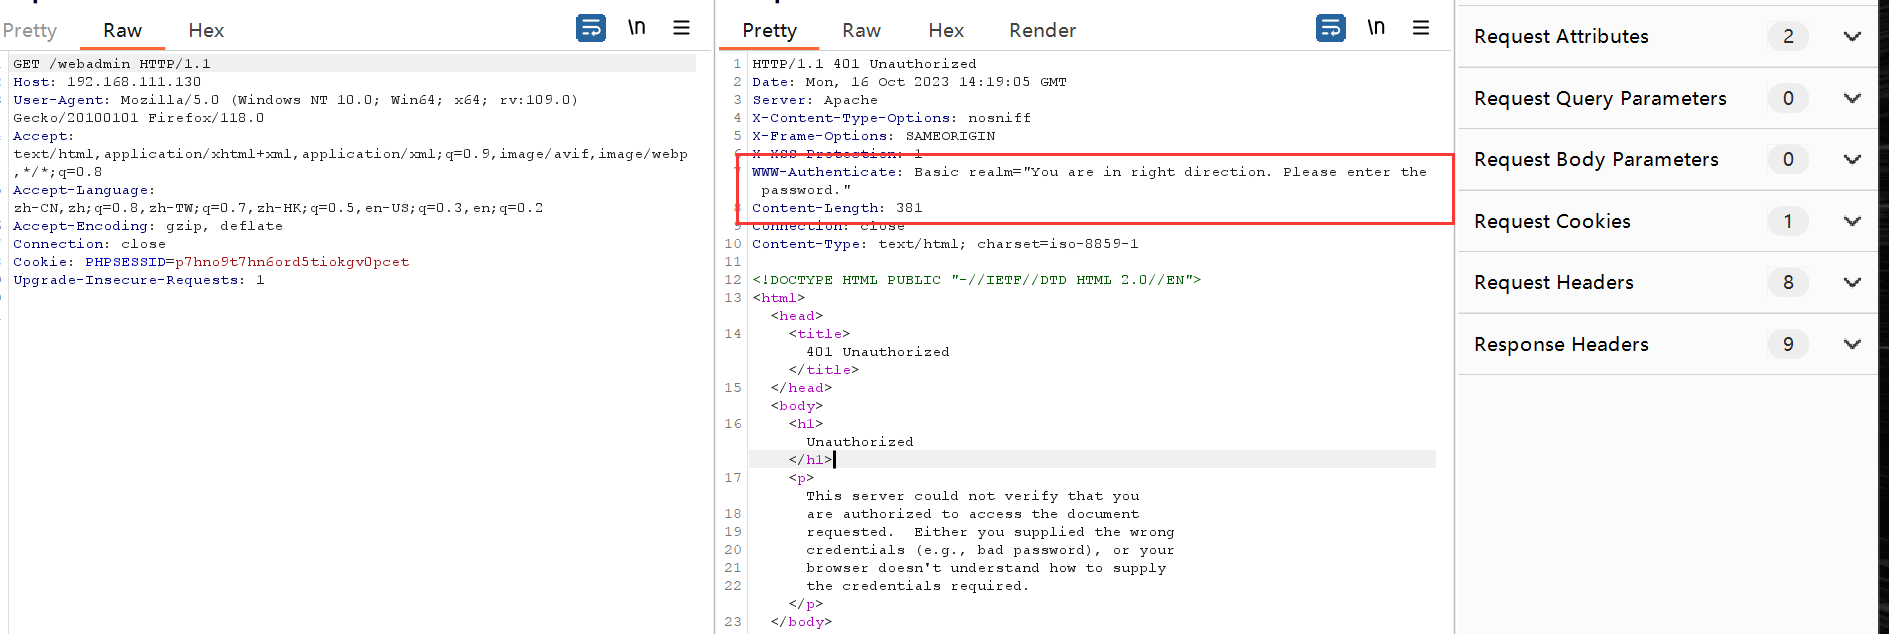 Pretty Raw Hex \n
GET /webadmin HTTP/1.1
Host: 192.168.111.130
User-Agent: Mozilla/5.0 (Windows NT 10.0; Win64; x64; rv:109.0)
Gecko/20100101 Firefox/118.0
Accept:
text/html,application/xhtml+xml,application/xml;q=0.9,image/avif,image/webp
,*/*;q=0.8
Accept-Language:
zh-CN,zh;q=0.8,zh-TW;q=0.7,zh-HK;q=0.5,en-US;q=0.3,en;q=0.2
Accept-Encoding: gzip, deflate
Connection: close
Cookie: PHPSESSID=p7hno9t7hn6ord5tiokgv0pcet
Upgrade-Insecure-Requests: 1
Pretty Raw Hex Render \n
1 HTTP/1.1 401 Unauthorized
2 Date: Mon, 16 Oct 2023 14:19:05 GMT
3 Server: Apache
4 X-Content-Type-Options: nosniff
5 X-Frame-Options: SAMEORIGIN
6 X-XSS-Protection: 1
7 WWW-Authenticate: Basic realm="You are in right direction. Please enter the
password."
8 Content-Length: 381
9 Connection: close
10 Content-Type: text/html; charset=iso-8859-1
11
12 <!DOCTYPE HTML PUBLIC "-//IETF//DTD HTML 2.0//EN">
13 <html>
<head>
14 <title>
401 Unauthorized
</title>
15 </head>
<body>
16 <h1>
Unauthorized
</h1>
17 <p>
This server could not verify that you
18 are authorized to access the document
19 requested. Either you supplied the wrong
20 credentials (e.g., bad password), or your
21 browser doesn't understand how to supply
22 the credentials required.
</p>
23 </body>
Request Attributes 2
Request Query Parameters 0
Request Body Parameters 0
Request Cookies 1
Request Headers 8
Response Headers 9